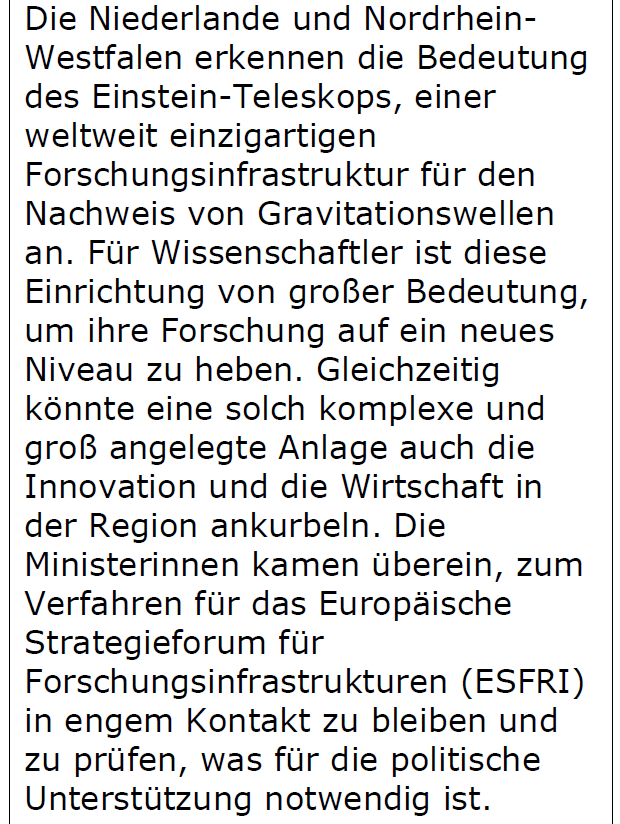 Die Niederlande und Nordrhein-
Westfalen erkennen die Bedeutung
des Einstein-Teleskops, einer
weltweit einzigartigen
Forschungsinfrastruktur für den
Nachweis von Gravitationswellen
an. Für Wissenschaftler ist diese
Einrichtung von großer Bedeutung,
um ihre Forschung auf ein neues
Niveau zu heben. Gleichzeitig
könnte eine solch komplexe und
groß angelegte Anlage auch die
Innovation und die Wirtschaft in
der Region ankurbeln. Die
Ministerinnen kamen überein, zum
Verfahren für das Europäische
Strategieforum für
Forschungsinfrastrukturen (ESFRI)
in engem Kontakt zu bleiben und
zu prüfen, was für die politische
Unterstützung notwendig ist.